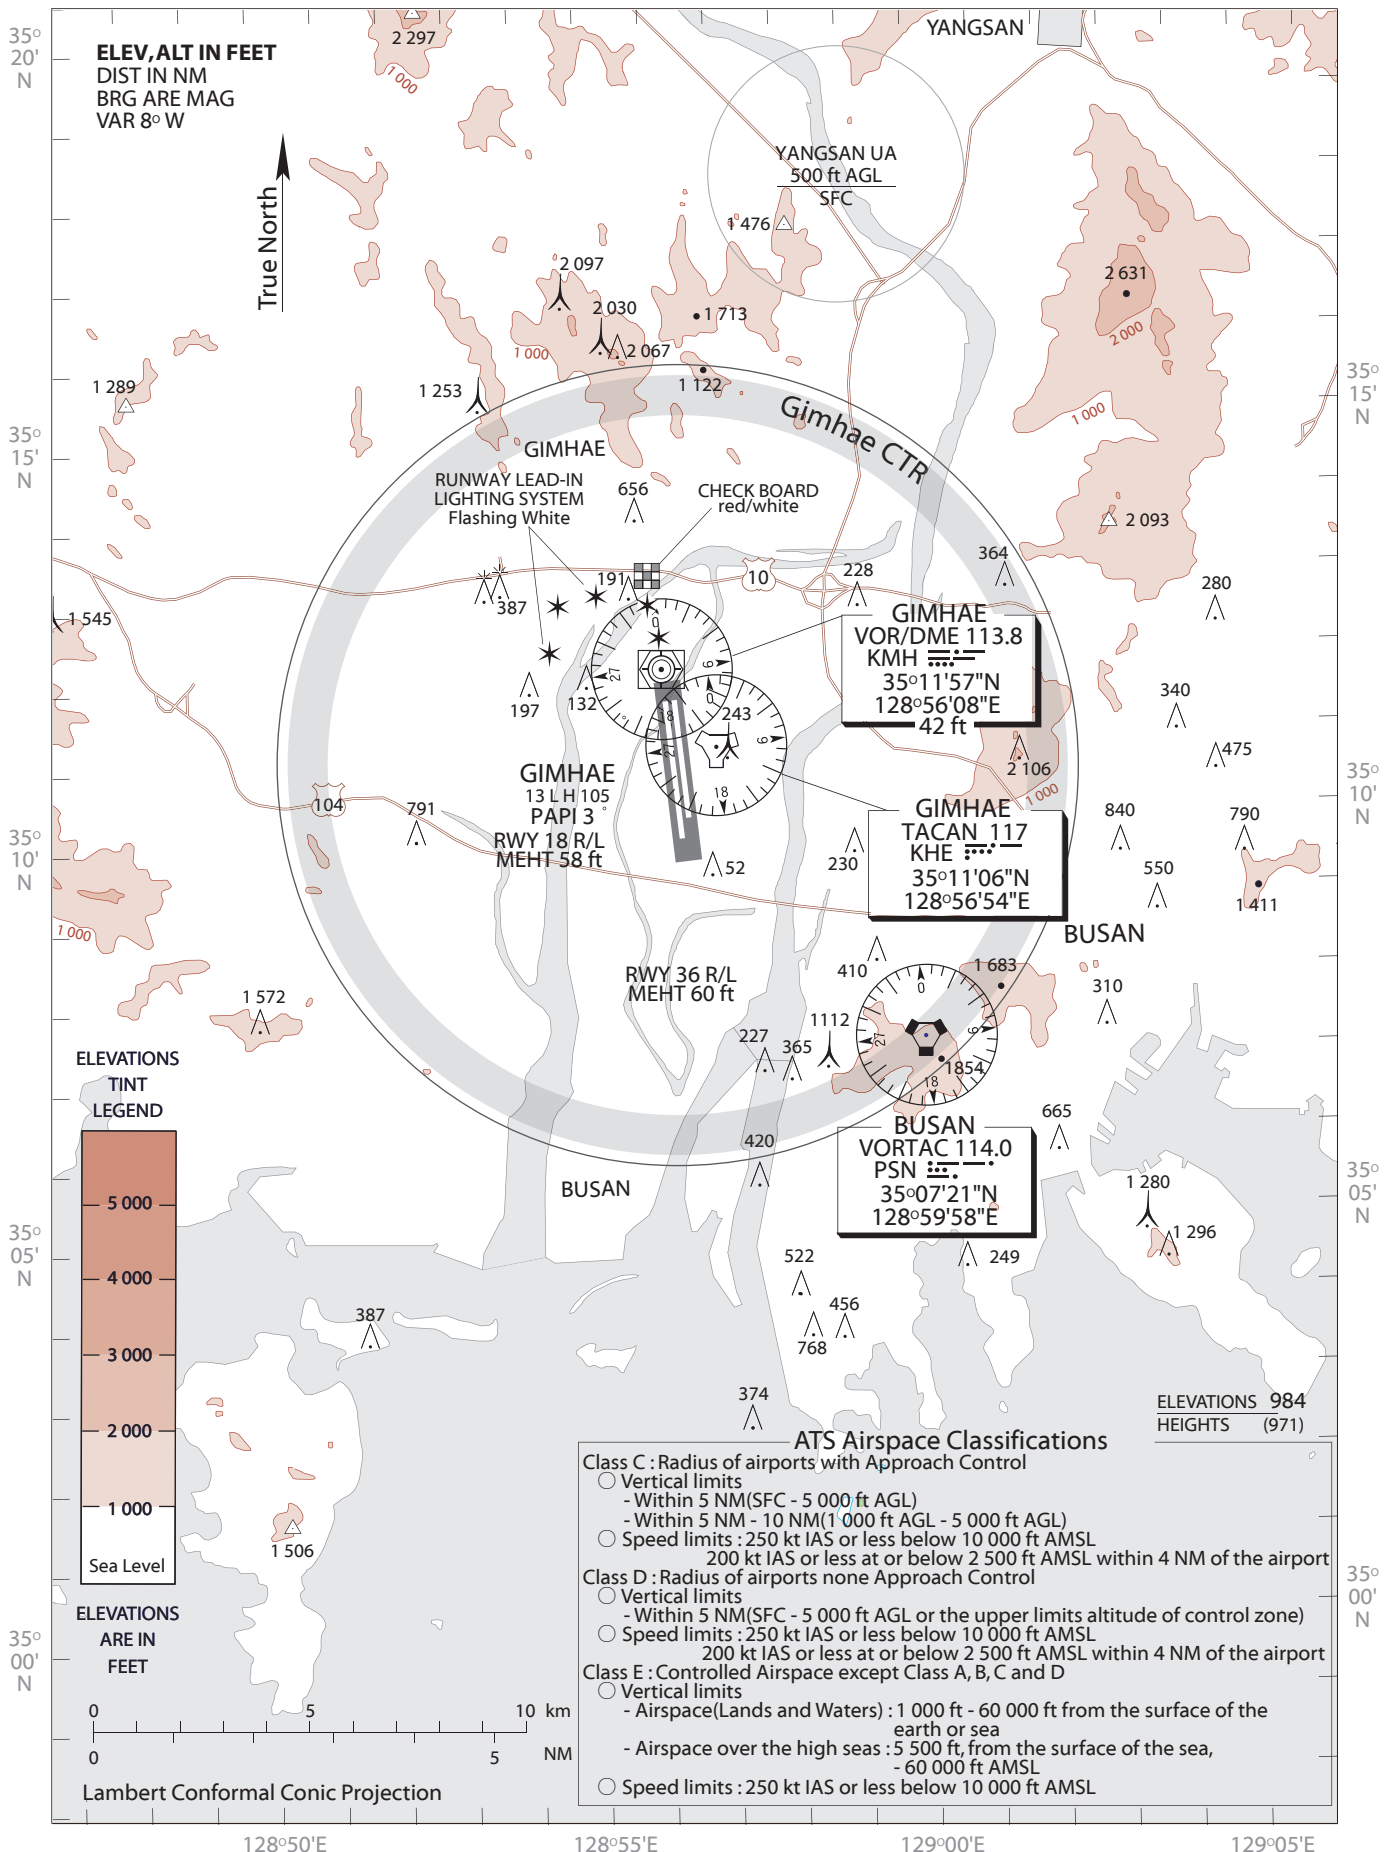 YANGSAN
35°
20'
N
ELEV, ALT IN FEET
DIST IN NM
BRG ARE MAG
VAR 8° W
True North
2 297
1 000
YANGSAN UA
500 ft AGL
SFC
1 476
2 097
2 030
2 067
1 000
1 713
1 122
2 631
2 000
1 000
1 289
1 253
35°
15'
N
35°
15'
N
Gimhae CTR
GIMHAE
RUNWAY LEAD-IN
LIGHTING SYSTEM
Flashing White
656
CHECK BOARD
red/white
2 093
364
280
191
10
228
387
1 545
0
9
27
18
GIMHAE
VOR/DME 113.8
KMH
35°11'57"N
128°56'08"E
42 ft
197
132
243
0
9
18
27
340
475
2 106
1 000
GIMHAE
13 L H 105
PAPI 3°
RWY 18 R/L
MEHT 58 ft
104
791
GIMHAE
TACAN 117
KHE
35°11'06"N
128°56'54"E
35°
10'
N
35°
10'
N
52
230
840
790
550
1 411
1 000
BUSAN
RWY 36 R/L
MEHT 60 ft
410
1 683
310
1 572
0
9
18
27
1112
227
365
1854
ELEVATIONS
TINT
LEGEND
5 000
4 000
3 000
2 000
1 000
Sea Level
ELEVATIONS
ARE IN
FEET
665
420
BUSAN
BUSAN
VORTAC 114.0
PSN
35°07'21"N
128°59'58"E
35°
05'
N
35°
05'
N
1 280
1 296
249
522
456
768
387
374
1 506
ELEVATIONS 984
HEIGHTS (971)
ATS Airspace Classifications
Class C : Radius of airports with Approach Control
○ Vertical limits
- Within 5 NM(SFC - 5 000 ft AGL)
- Within 5 NM - 10 NM(1 000 ft AGL - 5 000 ft AGL)
○ Speed limits : 250 kt IAS or less below 10 000 ft AMSL
200 kt IAS or less at or below 2 500 ft AMSL within 4 NM of the airport
Class D : Radius of airports none Approach Control
○ Vertical limits
- Within 5 NM(SFC - 5 000 ft AGL or the upper limits altitude of control zone)
○ Speed limits : 250 kt IAS or less below 10 000 ft AMSL
200 kt IAS or less at or below 2 500 ft AMSL within 4 NM of the airport
Class E : Controlled Airspace except Class A, B, C and D
○ Vertical limits
- Airspace(Lands and Waters) : 1 000 ft - 60 000 ft from the surface of the
earth or sea
- Airspace over the high seas : 5 500 ft, from the surface of the sea,
- 60 000 ft AMSL
○ Speed limits : 250 kt IAS or less below 10 000 ft AMSL
35°
00'
N
35°
00'
N
0 5 10 km
0 5 NM
Lambert Conformal Conic Projection
128°50'E
128°55'E
129°00'E
129°05'E